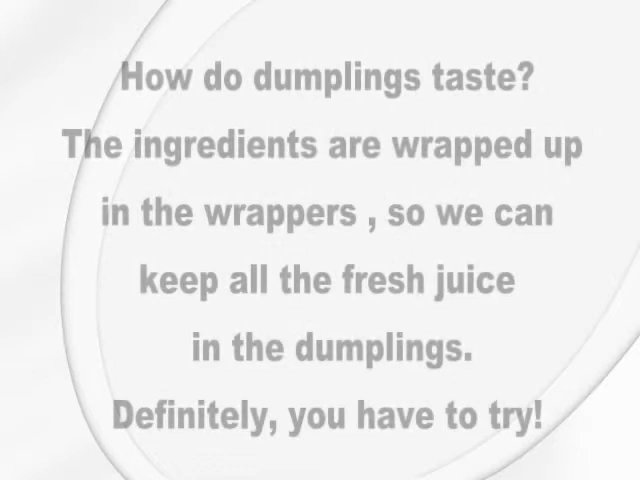 How do dumplings taste?
The ingredients are wrapped up
in the wrappers , so we can
keep all the fresh juice
in the dumplings.
Definitely, you have to try!